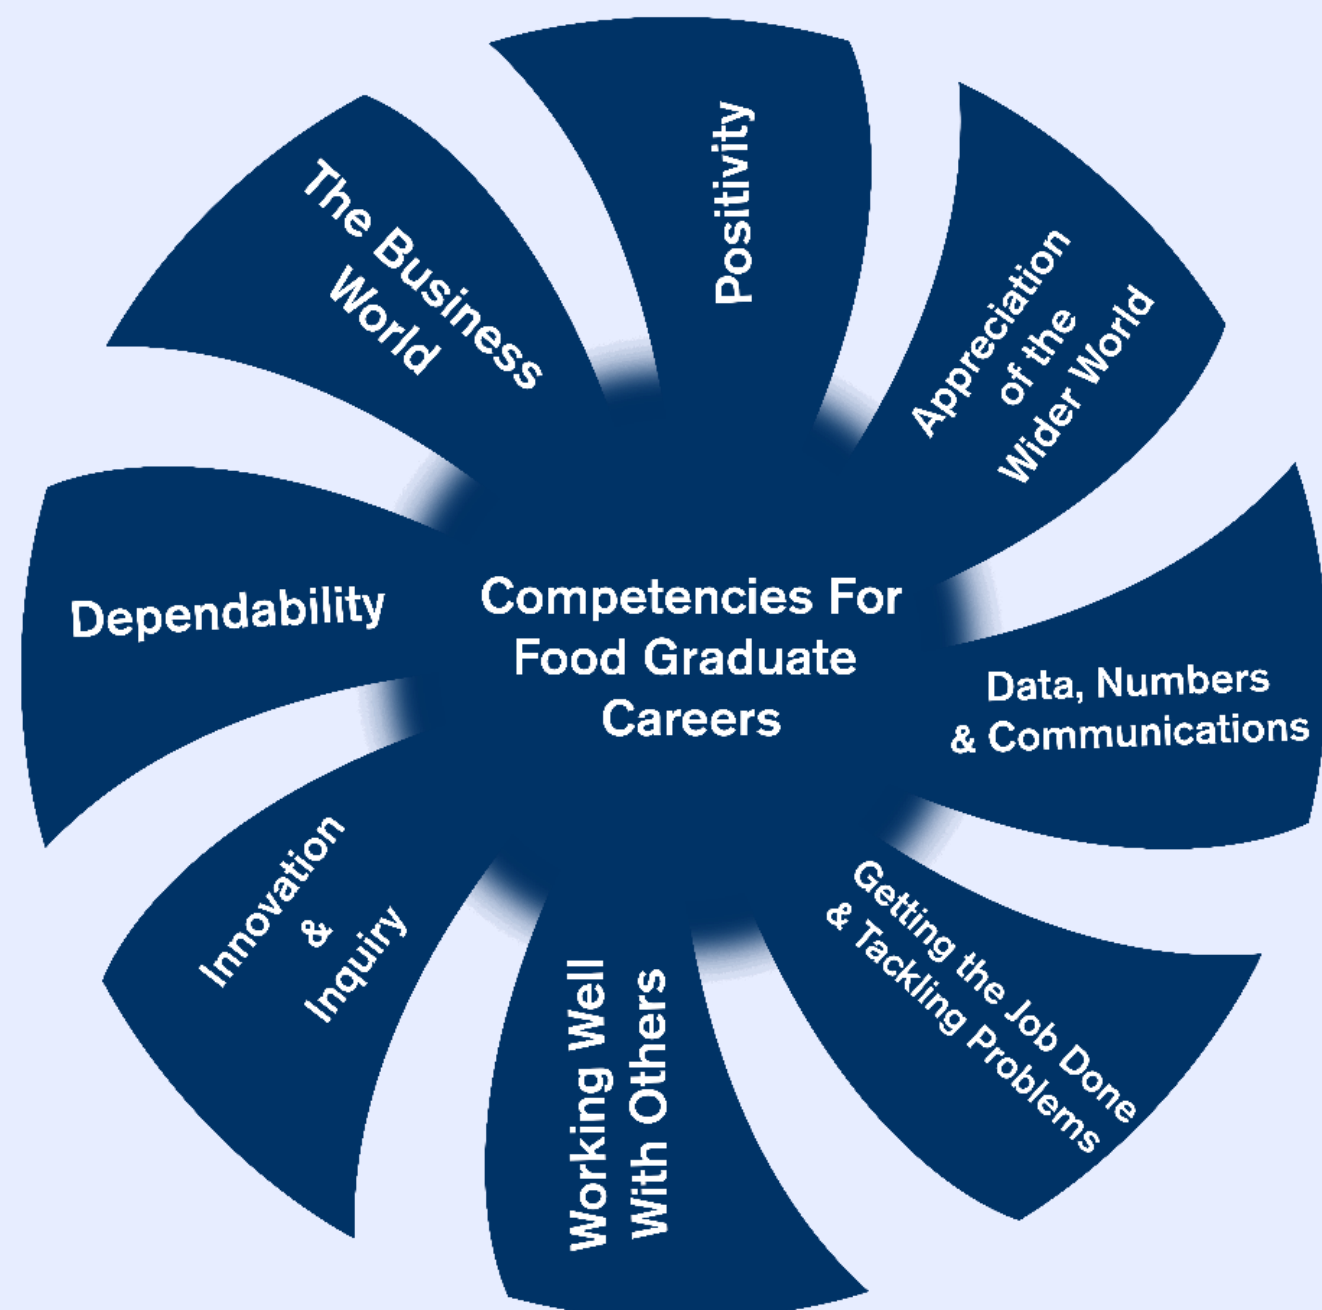 Competencies For
Food Graduate
Careers
Positivity
Appreciation
of the
Wider World
Data, Numbers
& Communications
Getting the Job Done
& Tackling Problems
Working Well
With Others
Innovation
&
Inquiry
Dependability
The Business
World